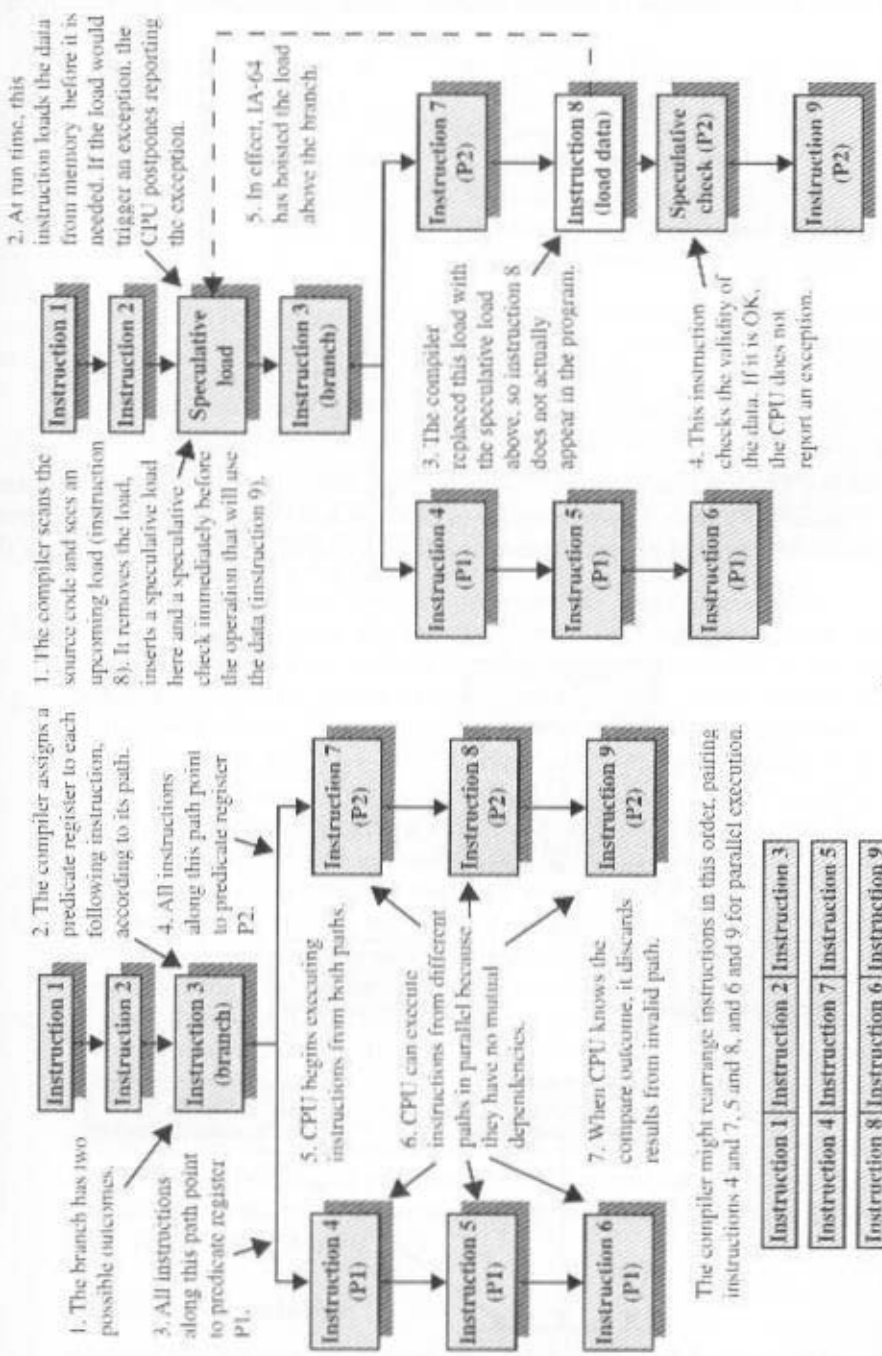 1. The branch has two
possible outcomes.
2. The compiler assigns a
predicate register to each
following instruction,
according to its path.
3. All instructions
along this path point
to predicate register
P1.
4. All instructions
along this path point
to predicate register
P2.
Instruction 1
Instruction 2
Instruction 3
(branch)
Instruction 4
(P1)
Instruction 5
(P1)
Instruction 6
(P1)
5. CPU begins executing
instructions from both paths.
6. CPU can execute
instructions from different
paths in parallel because
they have no mutual
dependencies.
7. When CPU knows the
compare outcome, it discards
results from invalid path.
Instruction 7
(P2)
Instruction 8
(P2)
Instruction 9
(P2)
The compiler might rearrange instructions in this order, pairing
instructions 4 and 7, 5 and 8, and 6 and 9 for parallel execution.
Instruction 1 Instruction 2 Instruction 3
Instruction 4 Instruction 7 Instruction 5
Instruction 8 Instruction 6 Instruction 9
1. The compiler scans the
source code and sees an
upcoming load (instruction
8). It removes the load,
inserts a speculative load
here and a speculative
check immediately before
the operation that will use
the data (instruction 9).
Instruction 1
Instruction 2
Speculative
load
Instruction 3
(branch)
2. At run time, this
instruction loads the data
from memory before it is
needed. If the load would
trigger an exception, the
CPU postpones reporting
the exception.
5. In effect, IA-64
has hoisted the load
above the branch.
Instruction 4
(P1)
Instruction 5
(P1)
Instruction 6
(P1)
3. The compiler
replaced this load with
the speculative load
above, so instruction 8
does not actually
appear in the program.
4. This instruction
checks the validity of
the data. If it is OK,
the CPU does not
report an exception.
Instruction 7
(P2)
Instruction 8
(load data)
Speculative
check (P2)
Instruction 9
(P2)